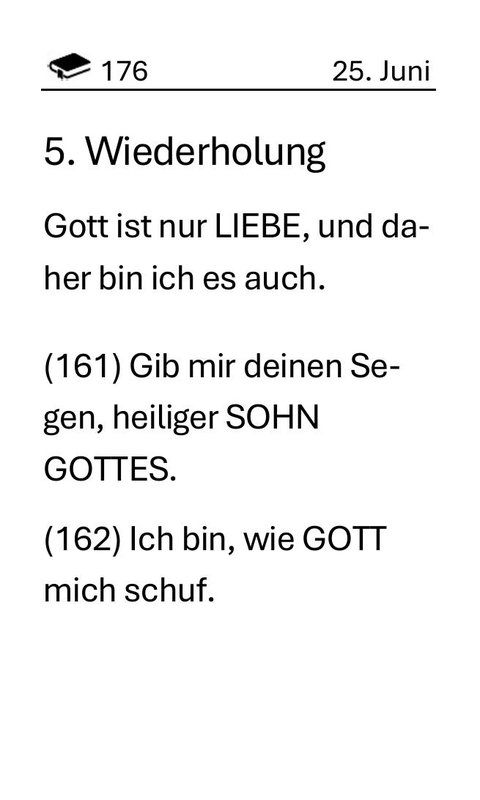 176 25. Juni
5. Wiederholung
Gott ist nur LIEBE, und da-
her bin ich es auch.
(161) Gib mir deinen Se-
gen, heiliger SOHN
GOTTES.
(162) Ich bin, wie GOTT
mich schuf.